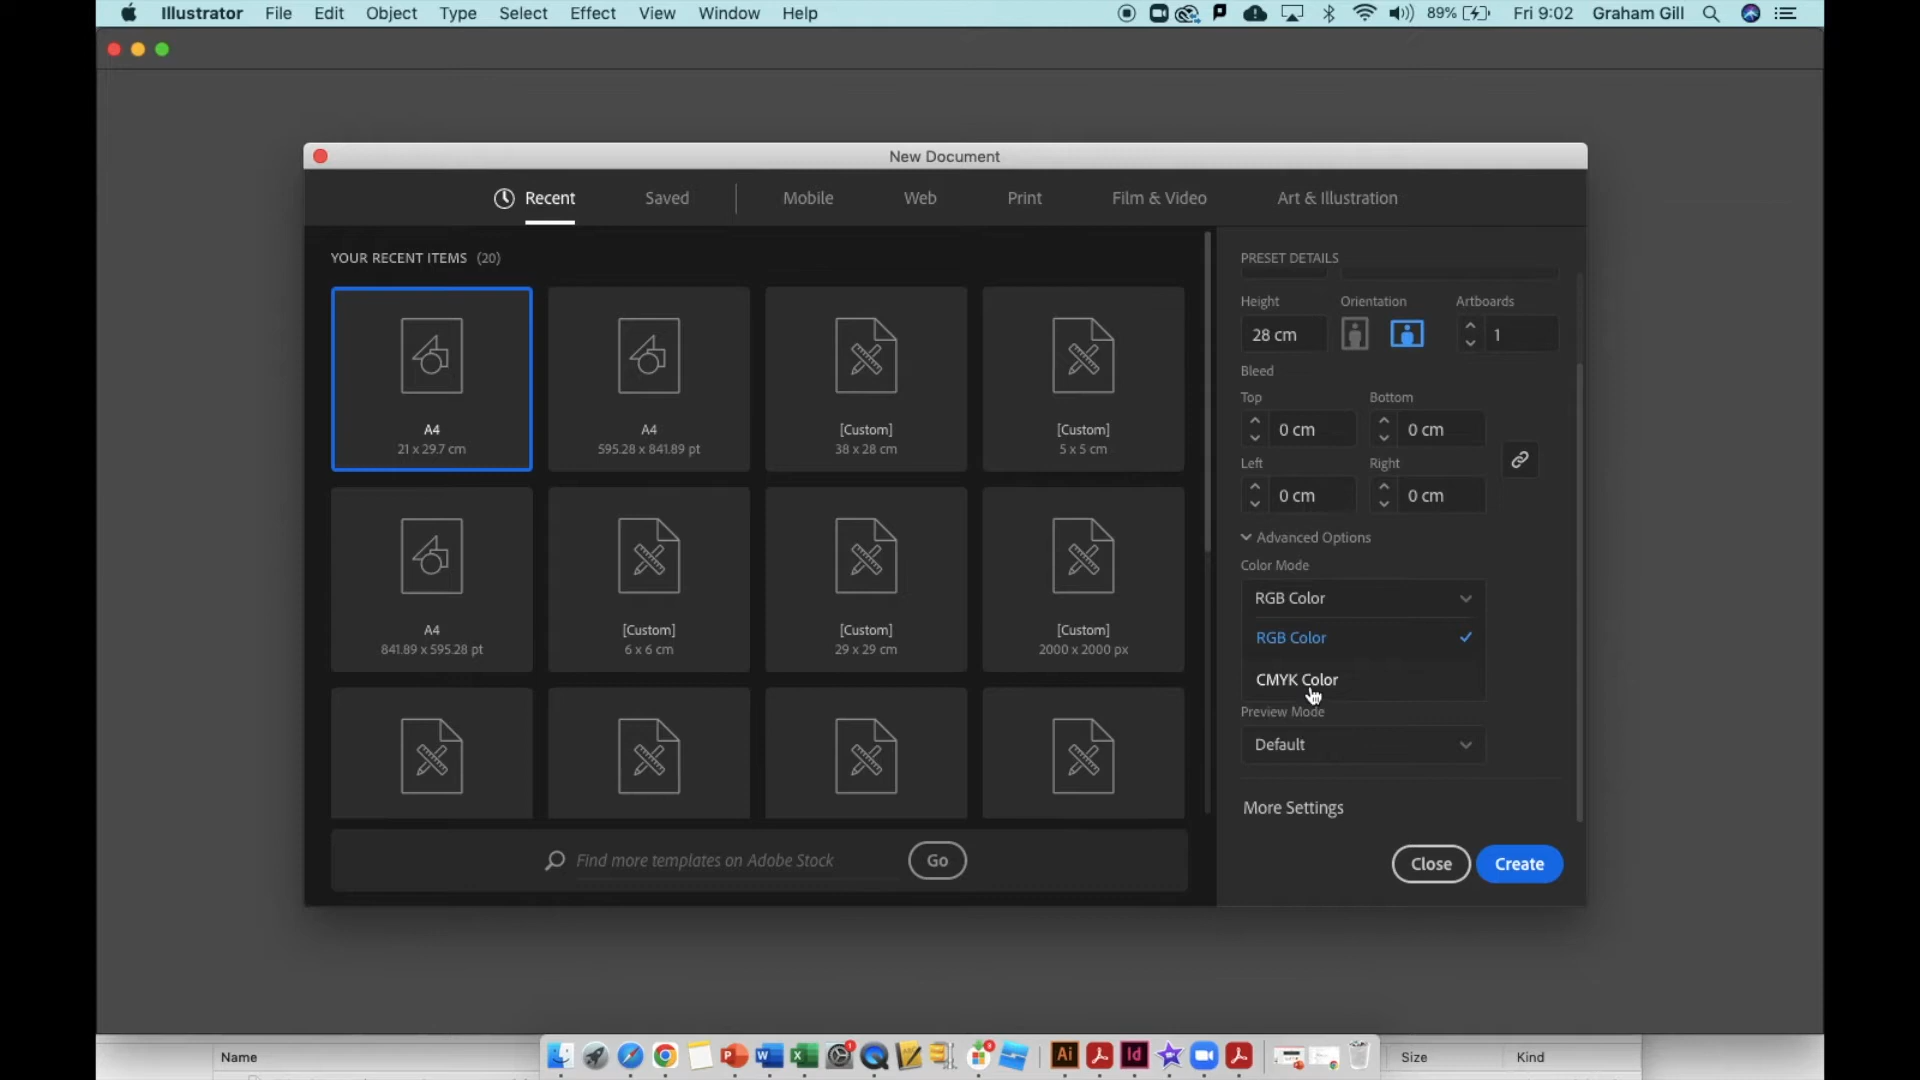 Illustrator File Edit Object Type Select Effect View Window Help 89% Fri 9:02 Graham Gill
New Document
Recent Saved Mobile Web Print Film & Video Art & Illustration
YOUR RECENT ITEMS (20)
A4
21 x 29.7 cm
A4
595.28 x 841.89 pt
[Custom]
38 x 28 cm
[Custom]
5 x 5 cm
A4
841.89 x 595.28 pt
[Custom]
6 x 6 cm
[Custom]
29 x 29 cm
[Custom]
2000 x 2000 px
Find more templates on Adobe Stock Go
PRESET DETAILS
Height Orientation Artboards
28 cm 1
Bleed
Top Bottom
0 cm 0 cm
Left Right
0 cm 0 cm
Advanced Options
Color Mode
RGB Color
RGB Color
CMYK Color
Preview Mode
Default
More Settings
Close Create
Name Size Kind
P W X Ai Id